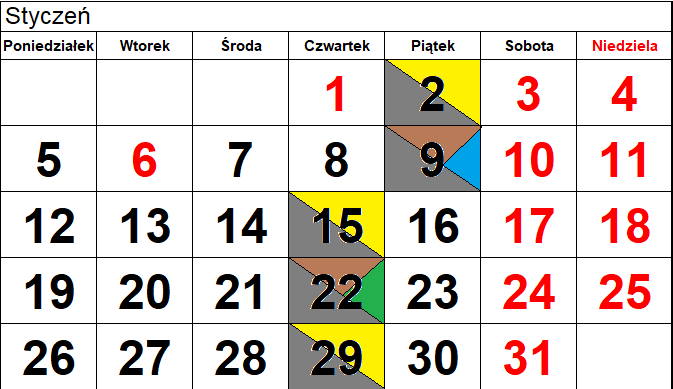 Styczeń
Poniedziałek Wtorek Środa Czwartek Piątek Sobota Niedziela
1 2 3 4
5 6 7 8 9 10 11
12 13 14 15 16 17 18
19 20 21 22 23 24 25
26 27 28 29 30 31